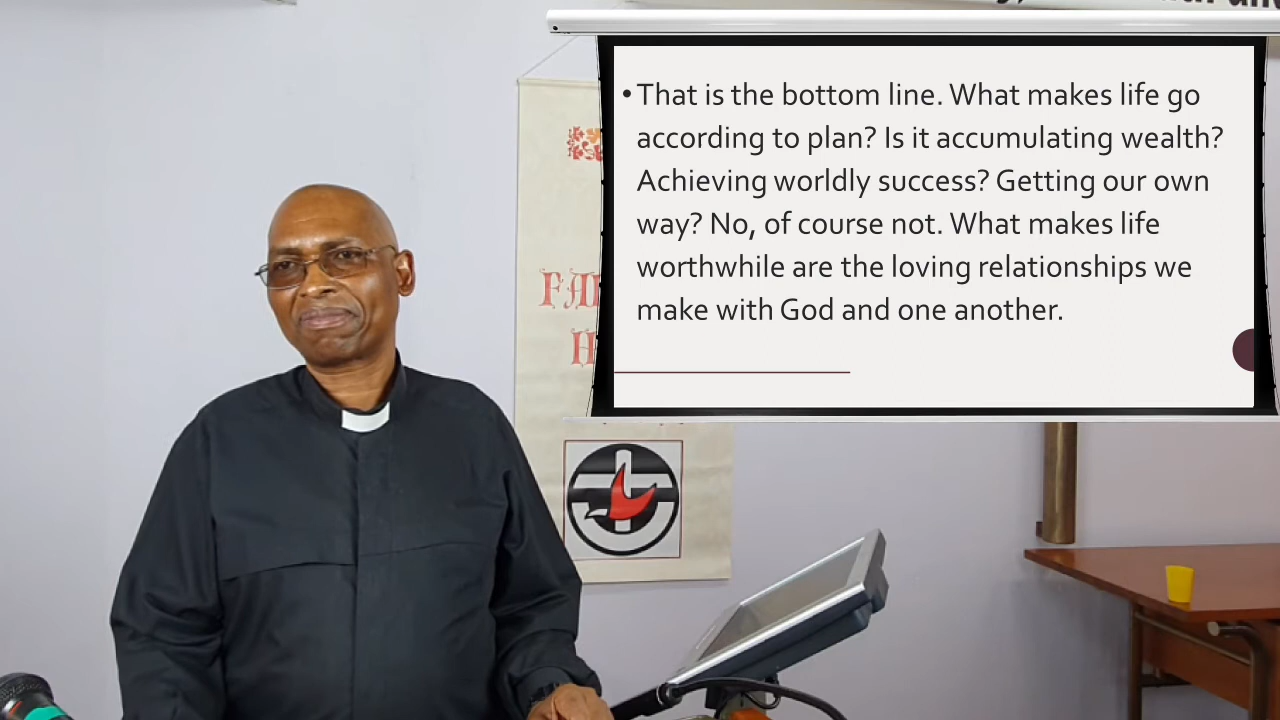 • That is the bottom line. What makes life go
according to plan? Is it accumulating wealth?
Achieving worldly success? Getting our own
way? No, of course not. What makes life
worthwhile are the loving relationships we
make with God and one another.